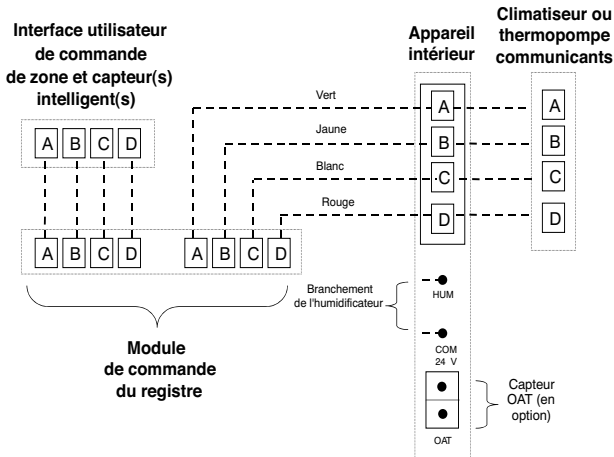 Interface utilisateur
de commande
de zone et capteur(s)
intelligent(s)
Appareil
intérieur
Climatiseur ou
thermopompe
communicants
Vert
Jaune
Blanc
Rouge
A B C D
A B C D
A B C D
A
B
C
D
A
B
C
D
Module
de commande
du registre
Branchement
de l'humidificateur
HUM
COM
24 V
Capteur
OAT (en
option)
OAT